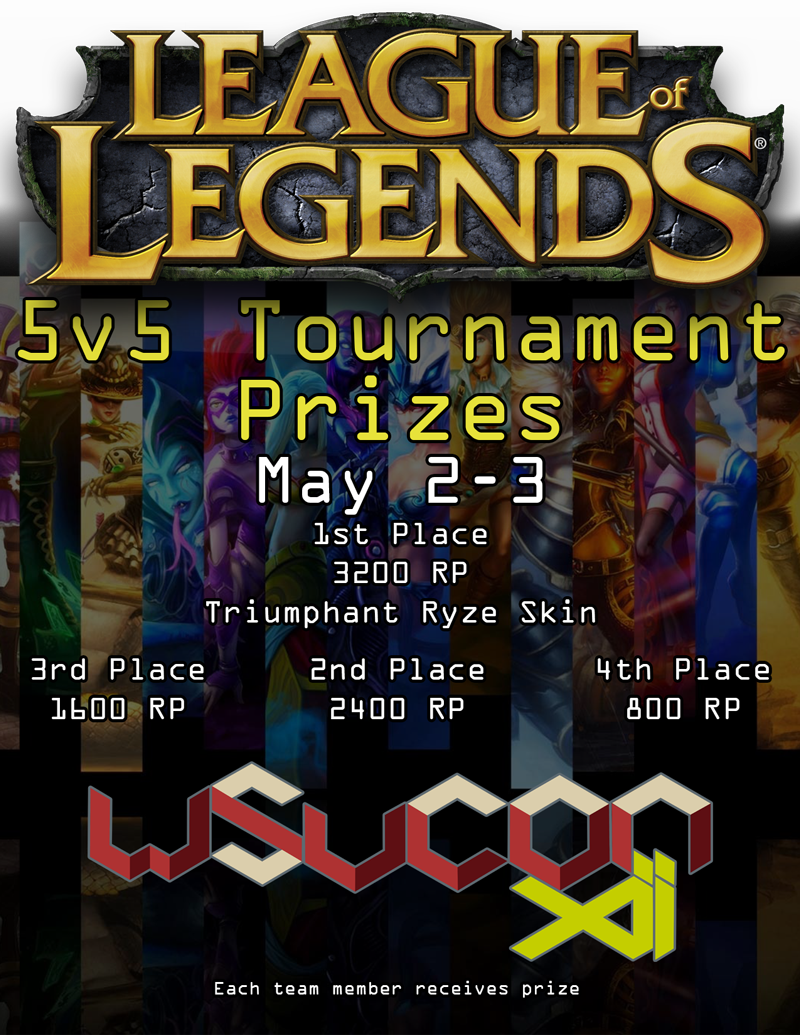 LEAGUE of
LEGENDS®
5v5 Tournament
Prizes
May 2-3
1st Place
3200 RP
Triumphant Ryze Skin
3rd Place 2nd Place 4th Place
1600 RP 2400 RP 800 RP
WSUCON
xii
Each team member receives prize